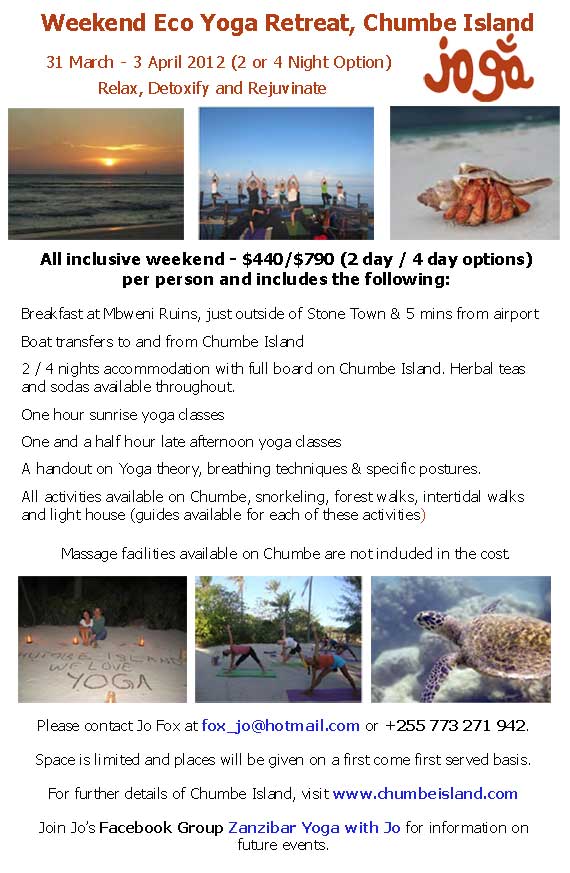 Weekend Eco Yoga Retreat, Chumbe Island
31 March - 3 April 2012 (2 or 4 Night Option)
Relax, Detoxify and Rejuvinate
joga
All inclusive weekend - $440/$790 (2 day / 4 day options)
per person and includes the following:
Breakfast at Mbweni Ruins, just outside of Stone Town & 5 mins from airport
Boat transfers to and from Chumbe Island
2 / 4 nights accommodation with full board on Chumbe Island. Herbal teas
and sodas available throughout.
One hour sunrise yoga classes
One and a half hour late afternoon yoga classes
A handout on Yoga theory, breathing techniques & specific postures.
All activities available on Chumbe, snorkeling, forest walks, intertidal walks
and light house (guides available for each of these activities)
Massage facilities available on Chumbe are not included in the cost.
CHUMBE ISLAND
WE LOVE
YOGA
Please contact Jo Fox at fox_jo@hotmail.com or +255 773 271 942.
Space is limited and places will be given on a first come first served basis.
For further details of Chumbe Island, visit www.chumbeisland.com
Join Jo's Facebook Group Zanzibar Yoga with Jo for information on
future events.